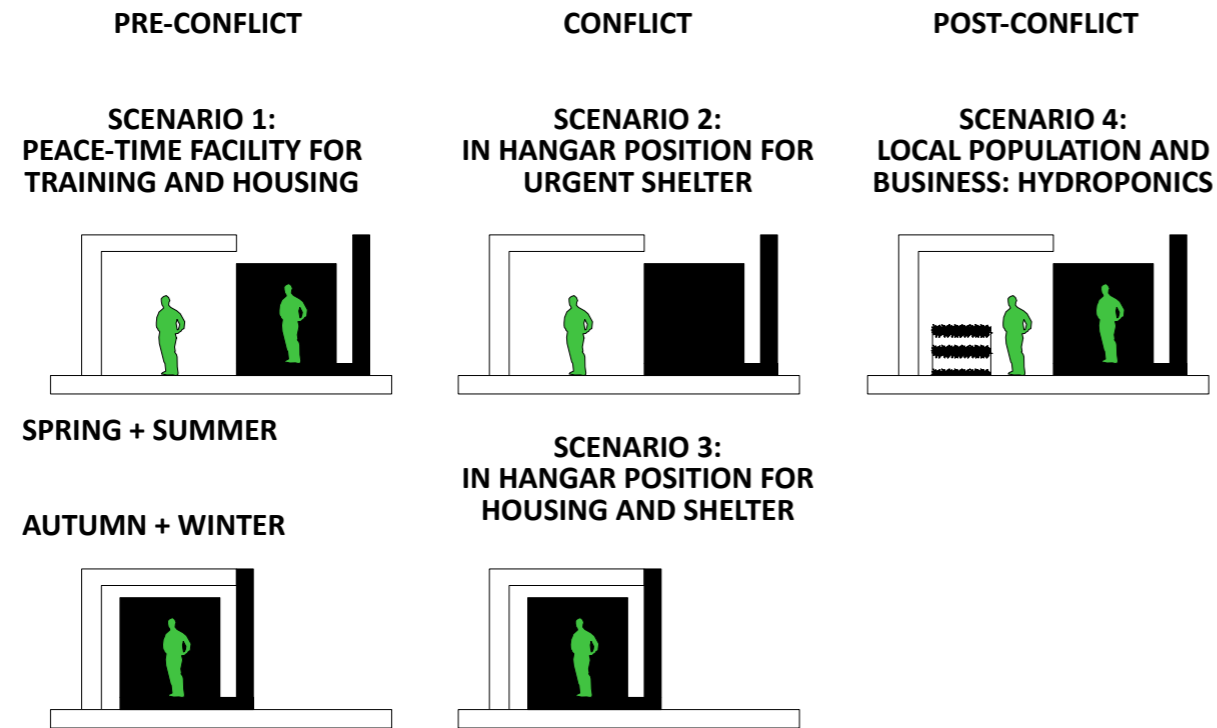 PRE-CONFLICT
CONFLICT
POST-CONFLICT
SCENARIO 1:
PEACE-TIME FACILITY FOR
TRAINING AND HOUSING
SCENARIO 2:
IN HANGAR POSITION FOR
URGENT SHELTER
SCENARIO 4:
LOCAL POPULATION AND
BUSINESS: HYDROPONICS
SPRING + SUMMER
AUTUMN + WINTER
SCENARIO 3:
IN HANGAR POSITION FOR
HOUSING AND SHELTER